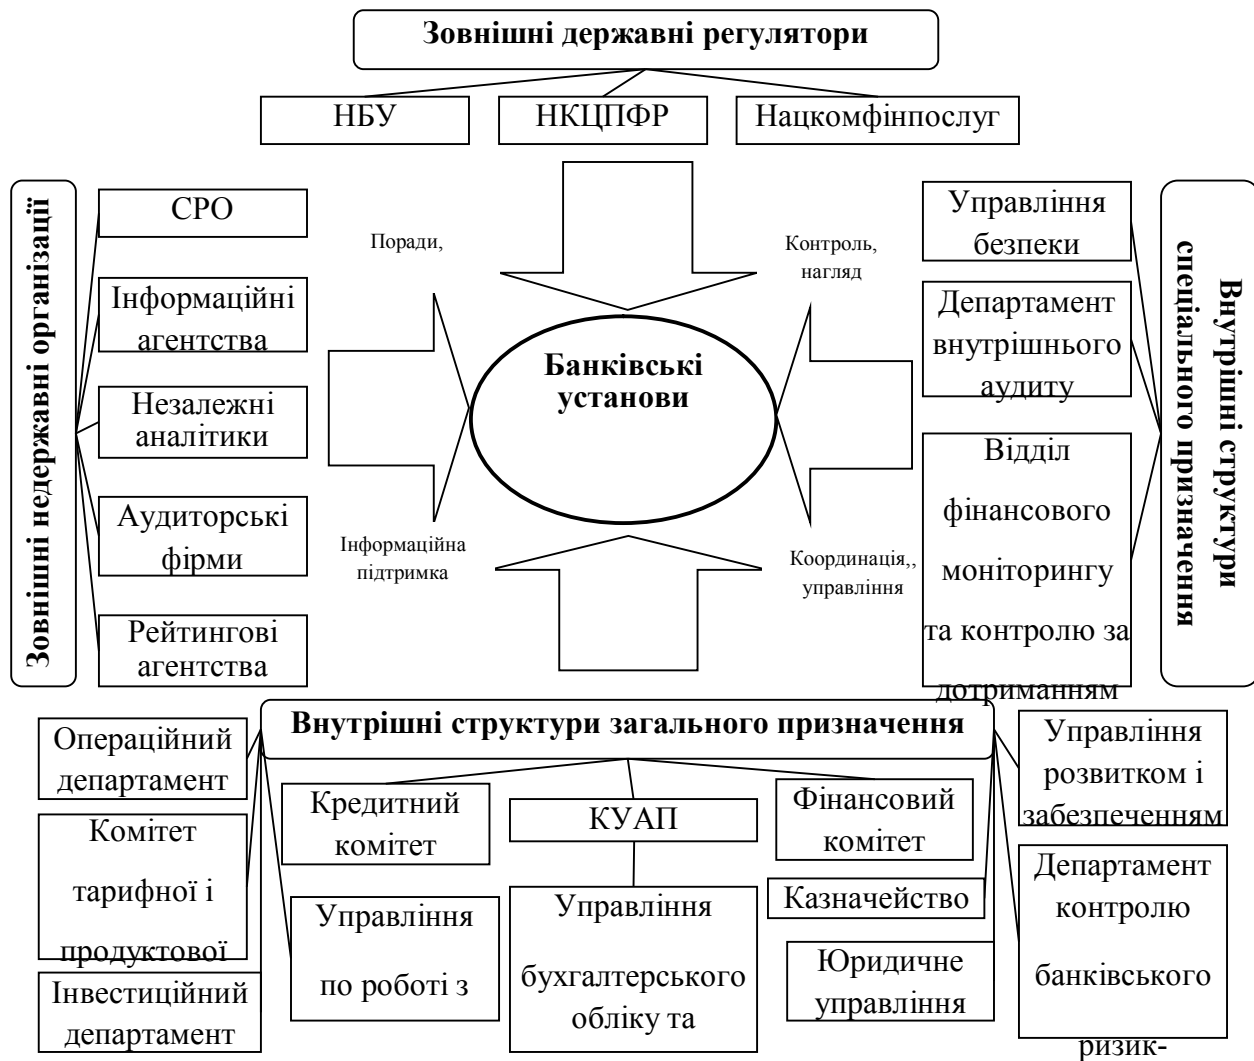 Зовнішні державні регулятори
НБУ
НКЦПФР
Нацкомфінпослуг
Зовнішні недержавні організації
СРО
Інформаційні
агентства
Незалежні
аналітики
Аудиторські
фірми
Рейтингові
агентства
Поради,
Інформаційна
підтримка
Банківські
установи
Контроль,
нагляд
Координація,,
управління
Управління
безпеки
Департамент
внутрішнього
аудиту
Відділ
фінансового
моніторингу
та контролю за
дотриманням
Внутрішні структури
спеціального призначення
Внутрішні структури загального призначення
Операційний
департамент
Комітет
тарифної і
продуктової
Інвестиційний
департамент
Кредитний
комітет
Управління
по роботі з
КУАП
Управління
бухгалтерського
обліку та
Фінансовий
комітет
Казначейство
Юридичне
управління
Управління
розвитком і
забезпеченням
Департамент
контролю
банківського
ризик-